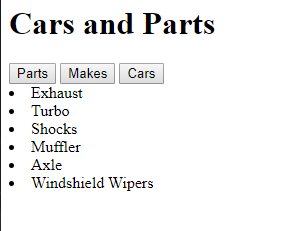 Cars and Parts
Parts Makes Cars
Exhaust
Turbo
Shocks
Muffler
Axle
Windshield Wipers